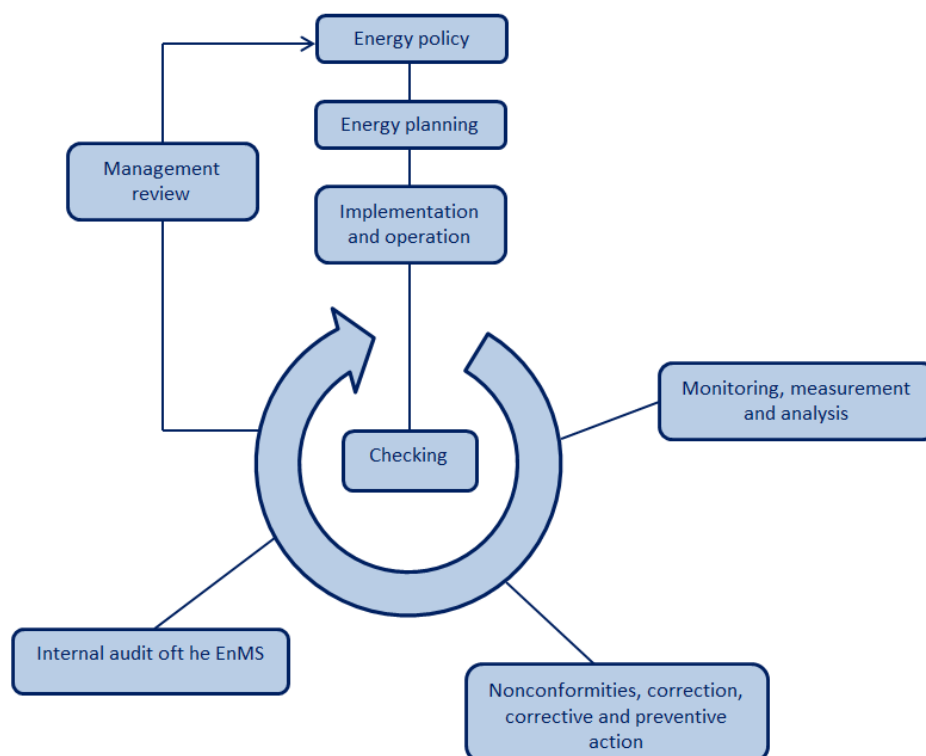 Energy policy
Energy planning
Management
review
Implementation
and operation
Monitoring, measurement
and analysis
Checking
Internal audit oft he EnMS
Nonconformities, correction,
corrective and preventive
action